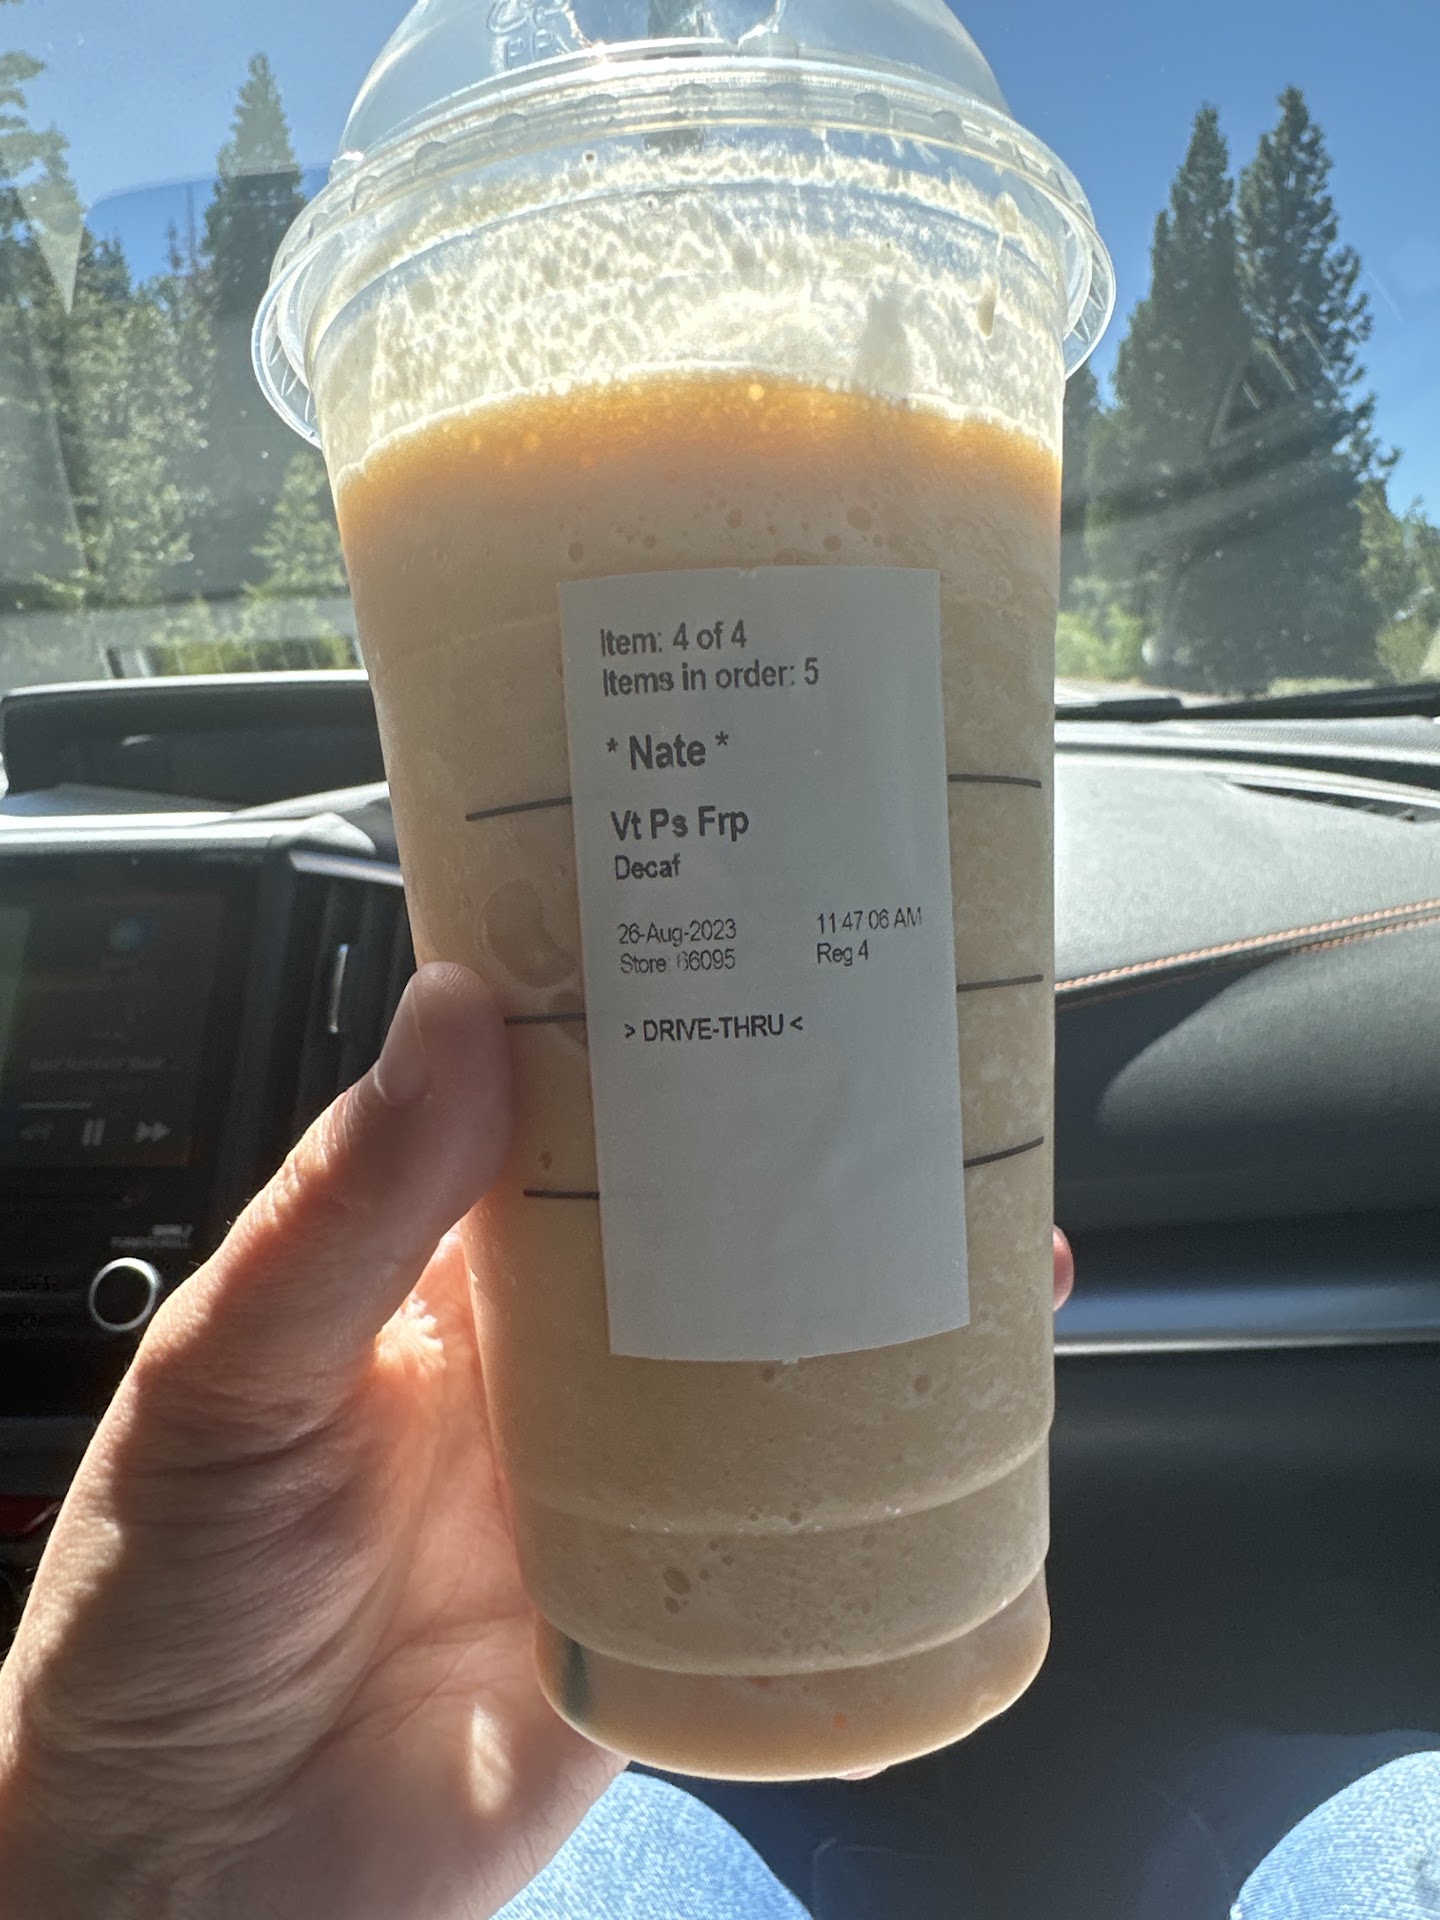 Item: 4 of 4
Items in order: 5
* Nate *
Vt Ps Frp
Decaf
26-Aug-2023 11:47:06 AM
Store: 66095 Reg 4
> DRIVE-THRU <
PP